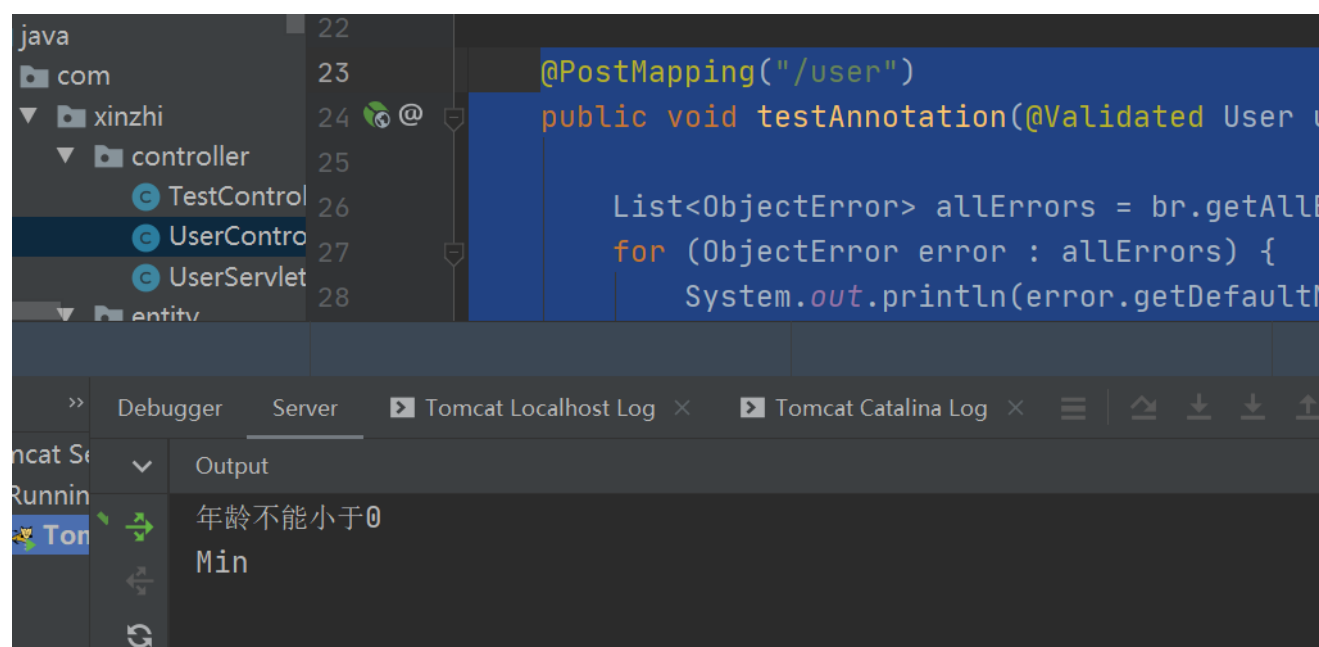 java
com
xinzhi
controller
TestControl
UserContro
UserServlet
entity
22
23 @PostMapping("/user")
24 @ public void testAnnotation(@Validated User u
25
26 List<ObjectError> allErrors = br.getAllE
27 for (ObjectError error : allErrors) {
28 System.out.println(error.getDefaultM
Debugger Server Tomcat Localhost Log × Tomcat Catalina Log ×
mcat Se
Runnin
Tom
Output
年龄不能小于0
Min